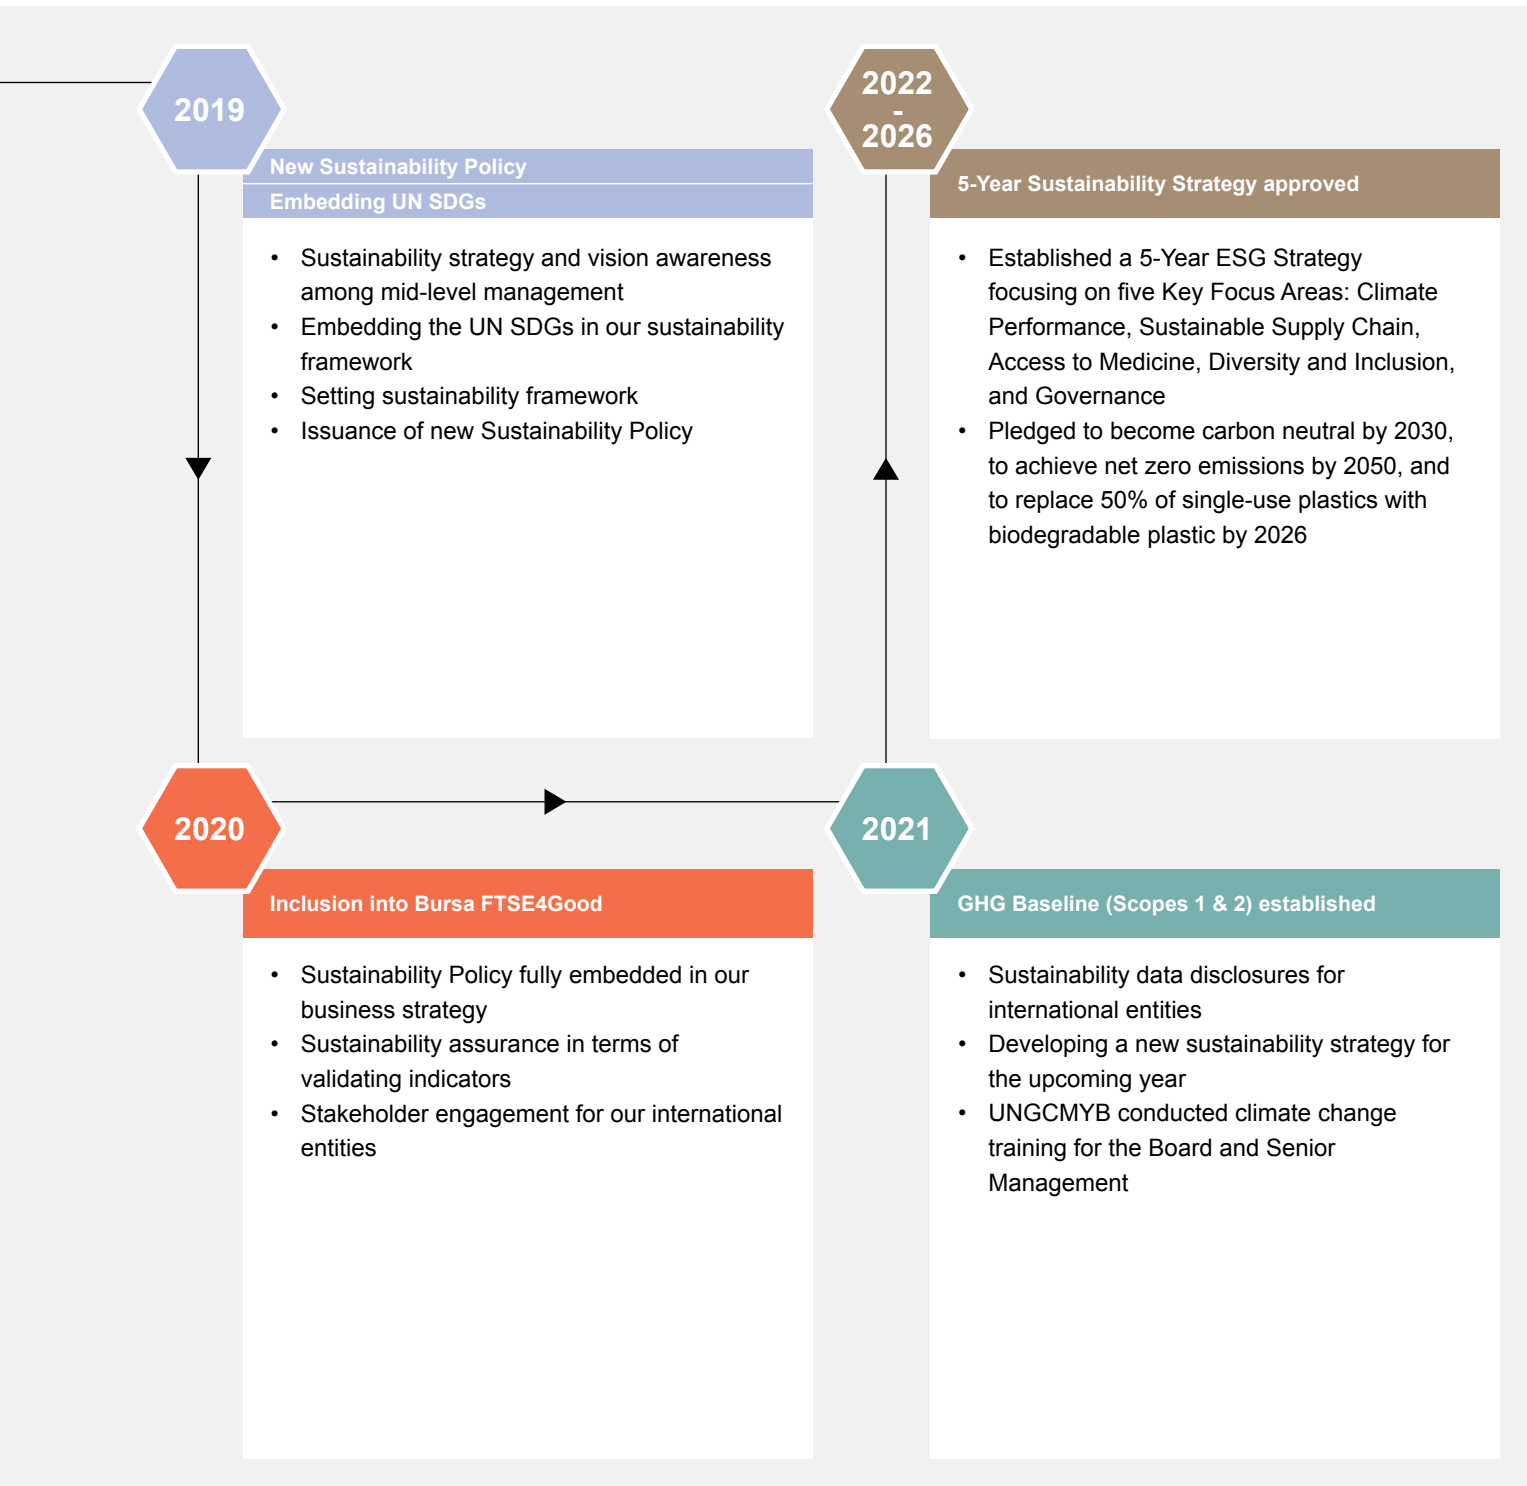 2019
New Sustainability Policy
Embedding UN SDGs
• Sustainability strategy and vision awareness
among mid-level management
• Embedding the UN SDGs in our sustainability
framework
• Setting sustainability framework
• Issuance of new Sustainability Policy
2020
Inclusion into Bursa FTSE4Good
• Sustainability Policy fully embedded in our
business strategy
• Sustainability assurance in terms of
validating indicators
• Stakeholder engagement for our international
entities
2021
GHG Baseline (Scopes 1 & 2) established
• Sustainability data disclosures for
international entities
• Developing a new sustainability strategy for
the upcoming year
• UNGCMYB conducted climate change
training for the Board and Senior
Management
2022
-
2026
5-Year Sustainability Strategy approved
• Established a 5-Year ESG Strategy
focusing on five Key Focus Areas: Climate
Performance, Sustainable Supply Chain,
Access to Medicine, Diversity and Inclusion,
and Governance
• Pledged to become carbon neutral by 2030,
to achieve net zero emissions by 2050, and
to replace 50% of single-use plastics with
biodegradable plastic by 2026